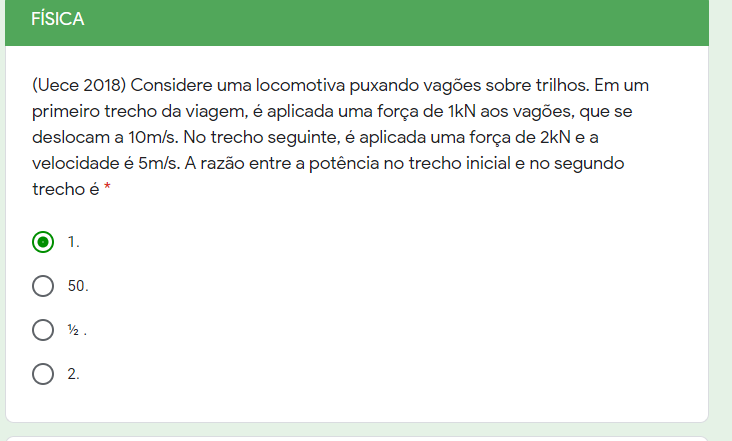 FÍSICA
(Uece 2018) Considere uma locomotiva puxando vagões sobre trilhos. Em um
primeiro trecho da viagem, é aplicada uma força de 1kN aos vagões, que se
deslocam a 10m/s. No trecho seguinte, é aplicada uma força de 2kN e a
velocidade é 5m/s. A razão entre a potência no trecho inicial e no segundo
trecho é *
1.
50.
½ .
2.